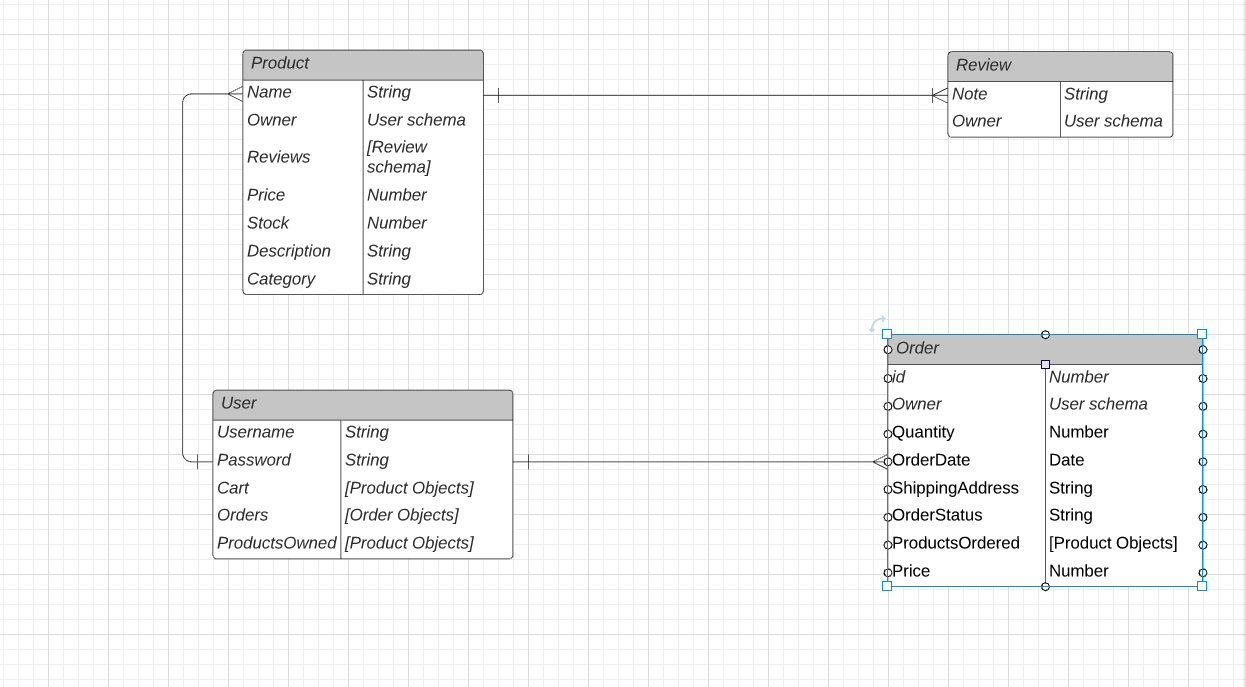 Product
Name String
Owner User schema
Reviews [Review
schema]
Price Number
Stock Number
Description String
Category String
Review
Note String
Owner User schema
User
Username String
Password String
Cart [Product Objects]
Orders [Order Objects]
ProductsOwned [Product Objects]
Order
id Number
Owner User schema
Quantity Number
OrderDate Date
ShippingAddress String
OrderStatus String
ProductsOrdered [Product Objects]
Price Number